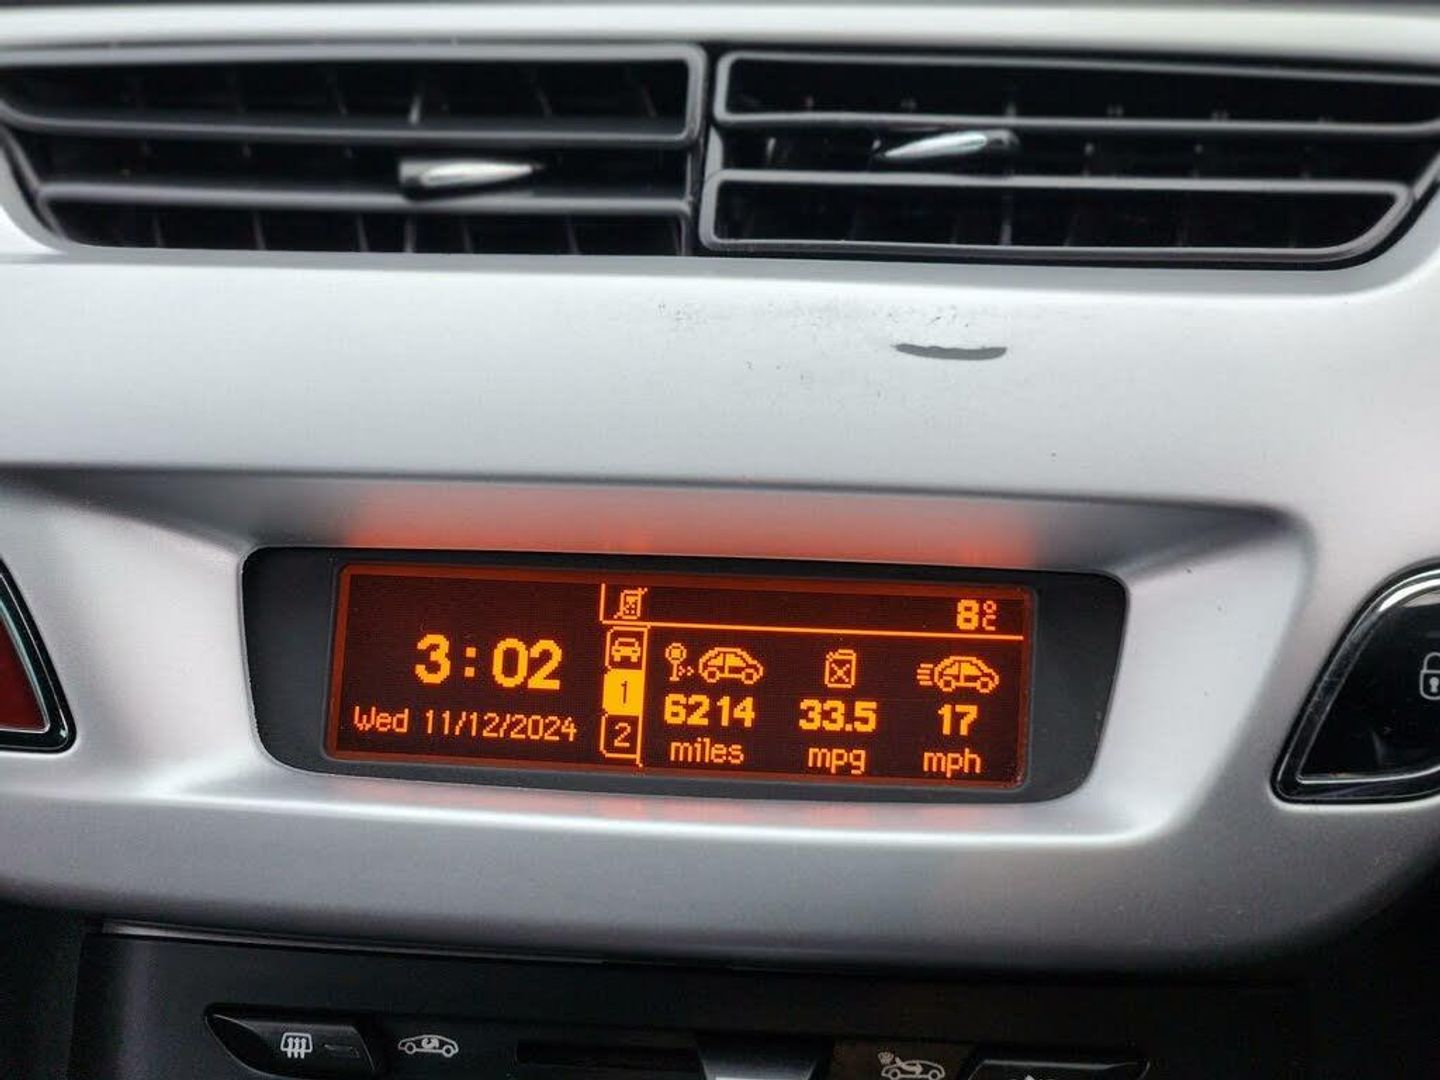 8°C
3:02
Wed 11/12/2024
1
2
6214 33.5 17
miles mpg mph